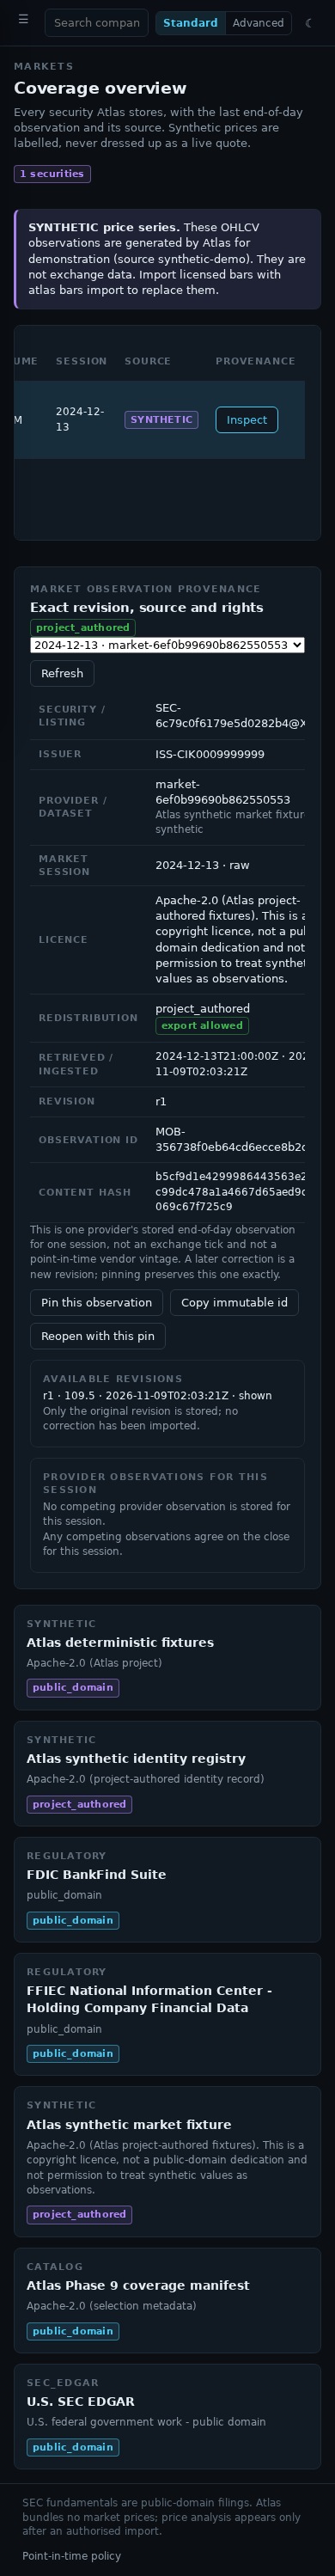 ☰ Search compan Standard Advanced ☾
MARKETS
Coverage overview
Every security Atlas stores, with the last end-of-day
observation and its source. Synthetic prices are
labelled, never dressed up as a live quote.
1 securities
SYNTHETIC price series. These OHLCV
observations are generated by Atlas for
demonstration (source synthetic-demo). They are
not exchange data. Import licensed bars with
atlas bars import to replace them.
UME SESSION SOURCE PROVENANCE
M 2024-12-
13 SYNTHETIC Inspect
MARKET OBSERVATION PROVENANCE
Exact revision, source and rights
project_authored
2024-12-13 · market-6ef0b99690b862550553
Refresh
SECURITY /
LISTING
SEC-
6c79c0f6179e5d0282b4@X
ISSUER ISS-CIK0009999999
PROVIDER /
DATASET
market-
6ef0b99690b862550553
Atlas synthetic market fixtur
synthetic
MARKET
SESSION
2024-12-13 · raw
LICENCE
Apache-2.0 (Atlas project-
authored fixtures). This is a
copyright licence, not a pu
domain dedication and not
permission to treat synthet
values as observations.
REDISTRIBUTION
project_authored
export allowed
RETRIEVED /
INGESTED
2024-12-13T21:00:00Z · 202
11-09T02:03:21Z
REVISION r1
OBSERVATION ID
MOB-
356738f0eb64cd6ecce8b2c
CONTENT HASH
b5cf9d1e4299986443563e2
c99dc478a1a4667d65aed9c
069c67f725c9
This is one provider's stored end-of-day observation
for one session, not an exchange tick and not a
point-in-time vendor vintage. A later correction is a
new revision; pinning preserves this one exactly.
Pin this observation Copy immutable id
Reopen with this pin
AVAILABLE REVISIONS
r1 · 109.5 · 2026-11-09T02:03:21Z · shown
Only the original revision is stored; no
correction has been imported.
PROVIDER OBSERVATIONS FOR THIS
SESSION
No competing provider observation is stored for
this session.
Any competing observations agree on the close
for this session.
SYNTHETIC
Atlas deterministic fixtures
Apache-2.0 (Atlas project)
public_domain
SYNTHETIC
Atlas synthetic identity registry
Apache-2.0 (project-authored identity record)
project_authored
REGULATORY
FDIC BankFind Suite
public_domain
public_domain
REGULATORY
FFIEC National Information Center -
Holding Company Financial Data
public_domain
public_domain
SYNTHETIC
Atlas synthetic market fixture
Apache-2.0 (Atlas project-authored fixtures). This is a
copyright licence, not a public-domain dedication and
not permission to treat synthetic values as
observations.
project_authored
CATALOG
Atlas Phase 9 coverage manifest
Apache-2.0 (selection metadata)
public_domain
SEC_EDGAR
U.S. SEC EDGAR
U.S. federal government work - public domain
public_domain
SEC fundamentals are public-domain filings. Atlas
bundles no market prices; price analysis appears only
after an authorised import.
Point-in-time policy